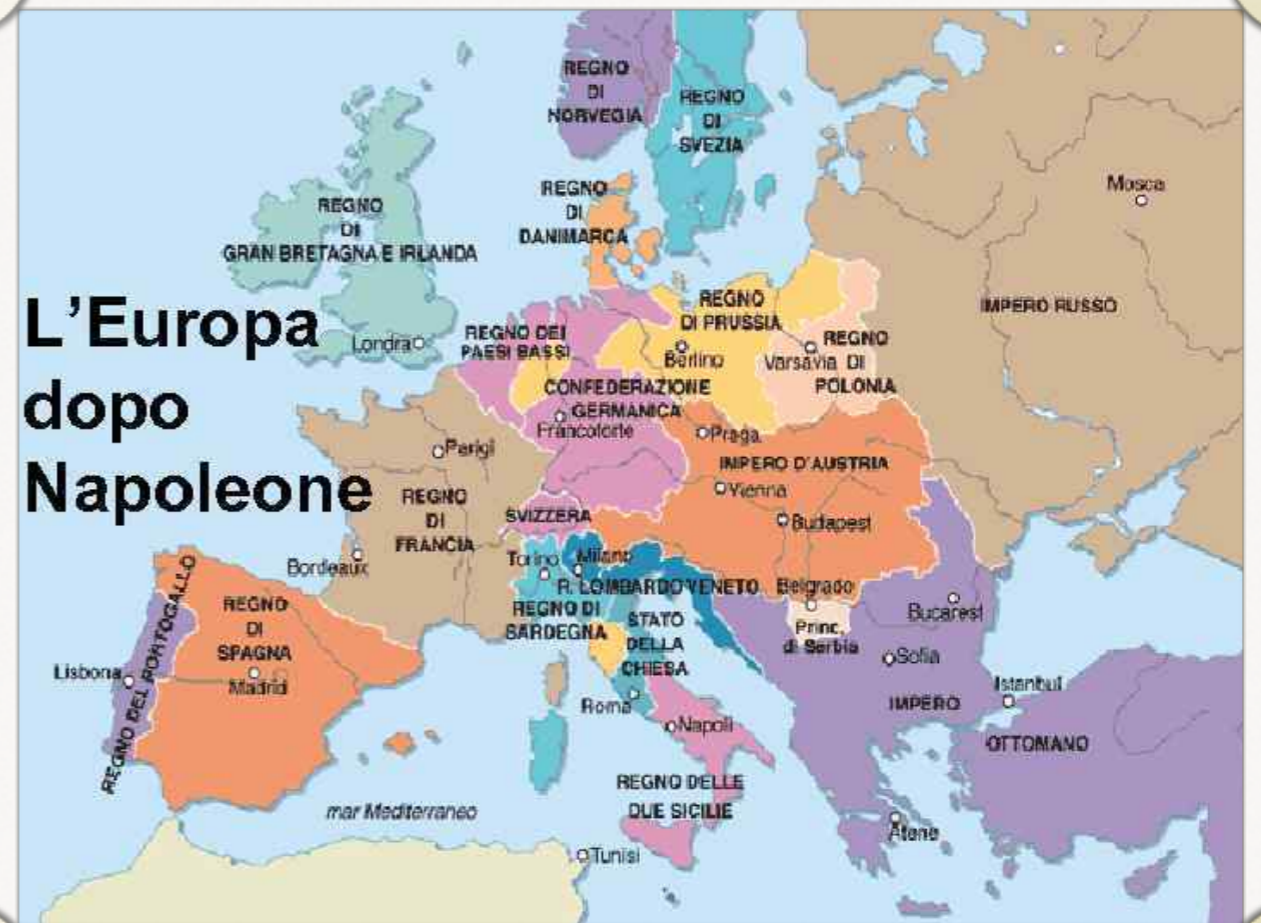 L'Europa
dopo
Napoleone
REGNO
DI
NORVEGIA
REGNO
DI
SVEZIA
REGNO
DI
DANIMARCA
REGNO
DI
GRAN BRETAGNA E IRLANDA
Londra
Mosca
IMPERO RUSSO
REGNO DEI
PAESI BASSI
REGNO
DI PRUSSIA
Berlino
REGNO
Varsavia DI
POLONIA
CONFEDERAZIONE
GERMANICA
Francoforte
Praga
IMPERO D'AUSTRIA
Vienna
Budapest
Parigi
REGNO
DI
FRANCIA
Bordeaux
SVIZZERA
Torino
Milano
R. LOMBARDO VENETO
REGNO DI
SARDEGNA
STATO
DELLA
CHIESA
Roma
Napoli
REGNO DELLE
DUE SICILIE
Belgrado
Princ.
di Serbia
Bucarest
Sofia
Istanbul
IMPERO
OTTOMANO
Atene
REGNO
DI
SPAGNA
Madrid
Lisbona
REGNO DEL PORTOGALLO
mar Mediterraneo
Tunisi